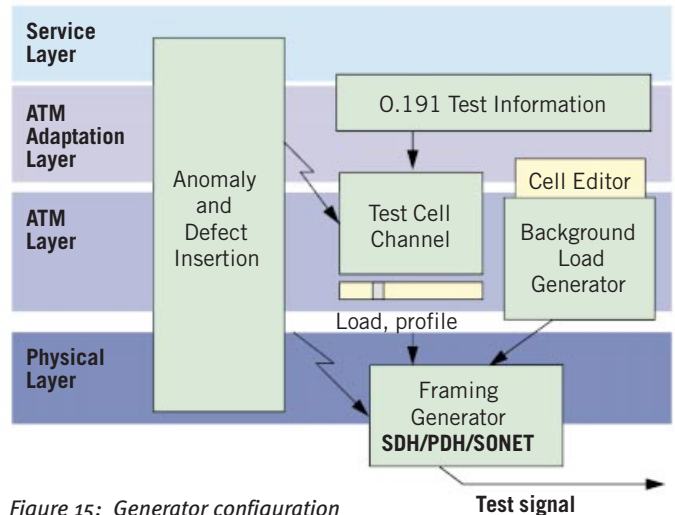 Service
Layer
O.191 Test Information
ATM
Adaptation
Layer
Anomaly
and
Defect
Insertion
Cell Editor
Test Cell
Channel
ATM
Layer
Background
Load
Generator
Load, profile
Physical
Layer
Framing
Generator
SDH/PDH/SONET
Figure 15: Generator configuration
Test signal